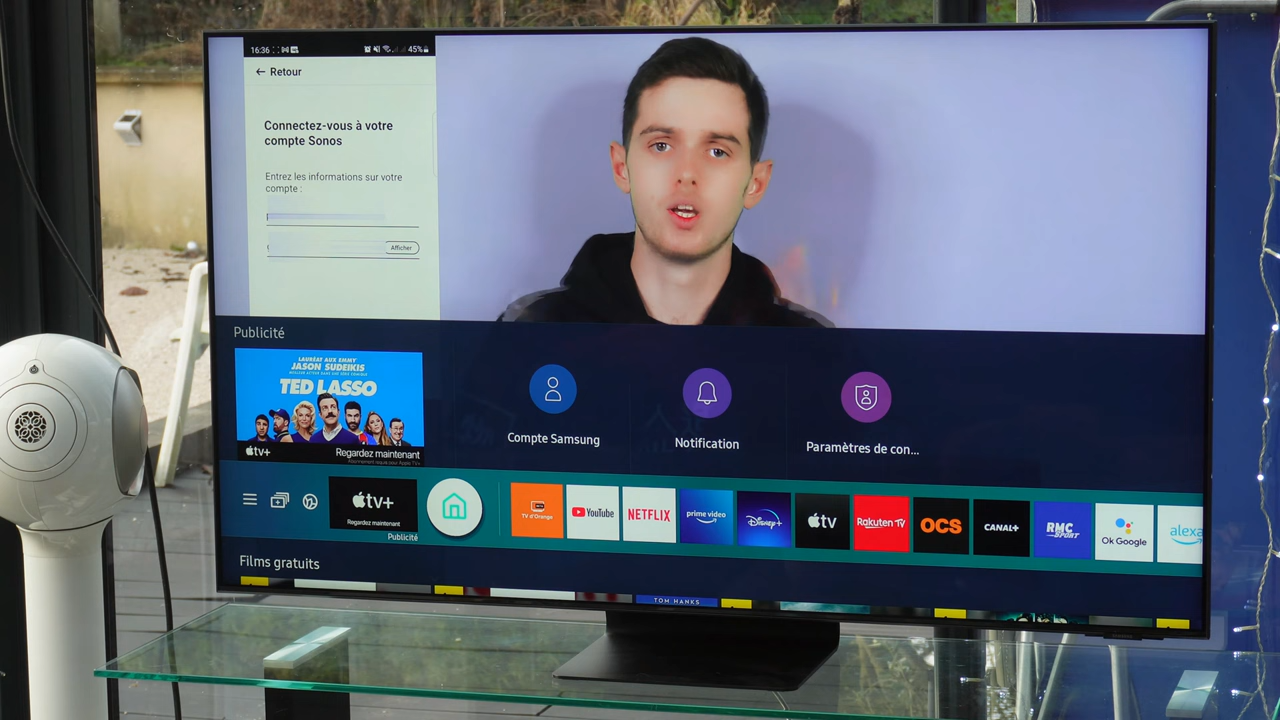 16:36
45%
← Retour
Connectez-vous à votre
compte Sonos
Entrez les informations sur votre
compte :
Afficher
Publicité
LAURÉAT AUX EMMY
JASON SUDEIKIS
TED LASSO
tv+
Regardez maintenant
Compte Samsung
Notification
Paramètres de con...
tv+
Regardez maintenant
Publicité
TV d'Orange
YouTube
NETFLIX
prime video
Disney+
tv
Rakuten TV
OCS
CANAL+
RMC
SPORT
Ok Google
alexa
Films gratuits
TOM HANKS